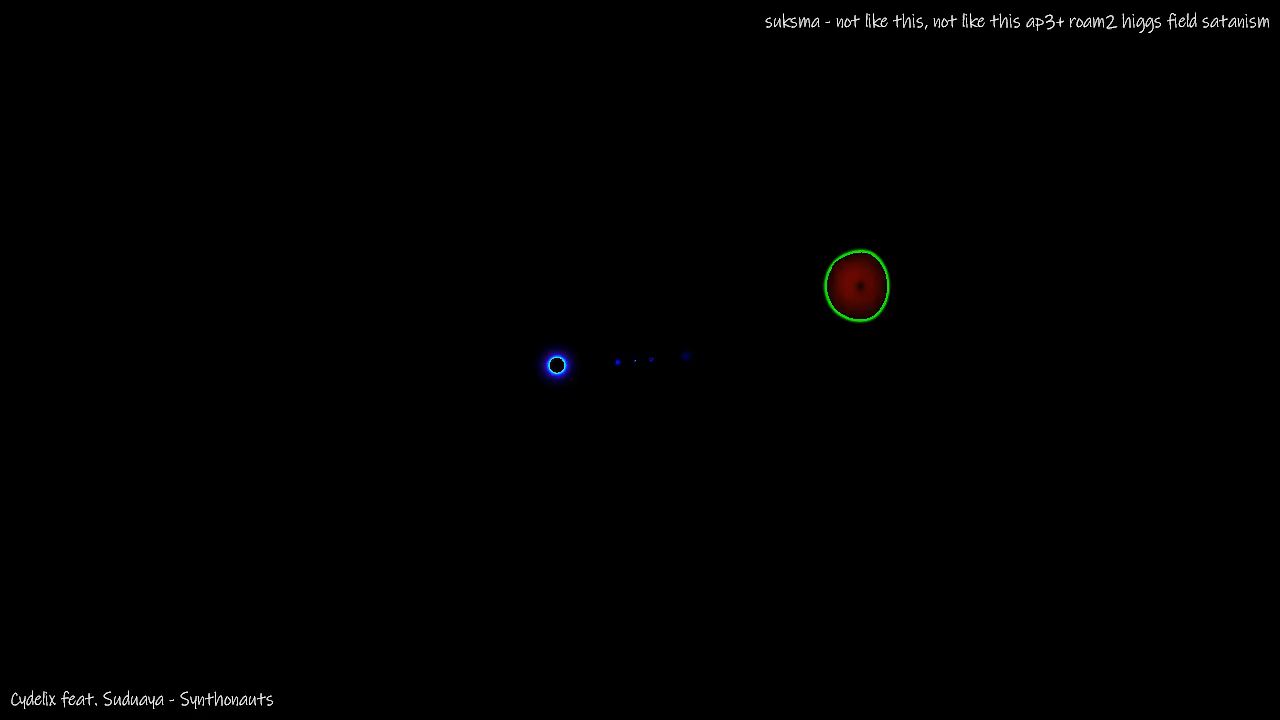 suksma - not like this, not like this ap3+ roam2 higgs field satanism
Cydelix feat. Suduaya - Synthonauts